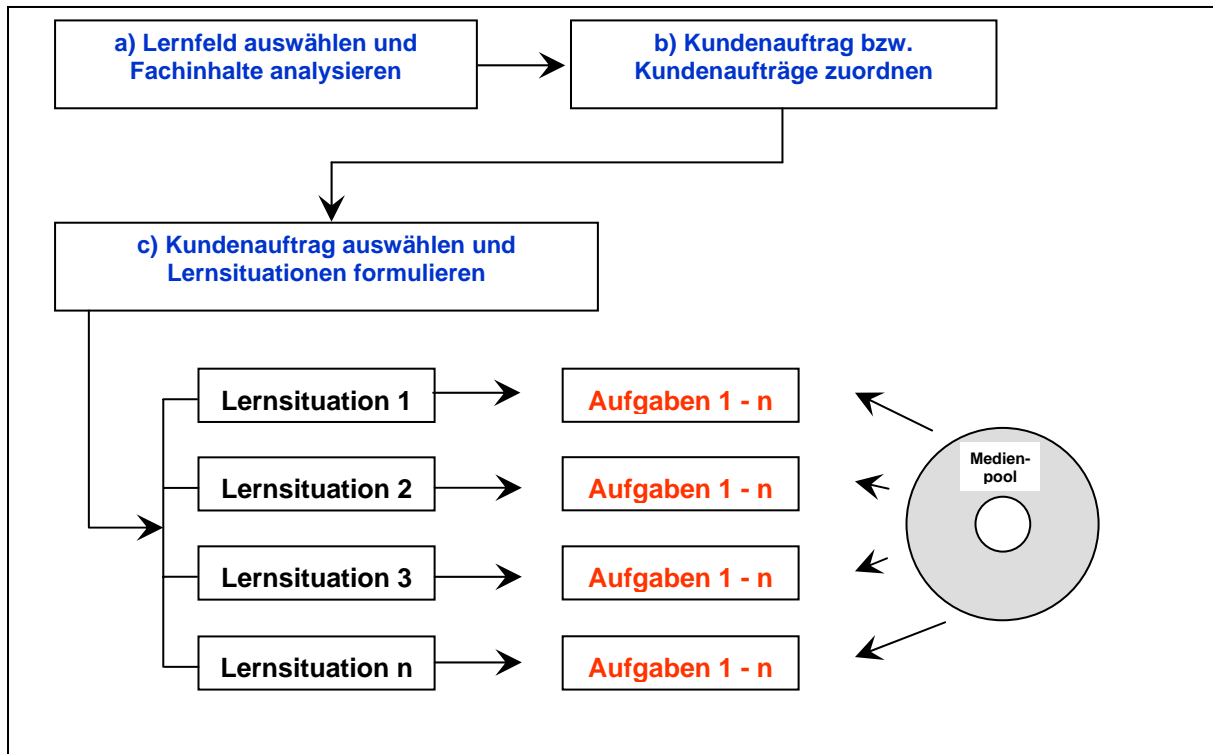 a) Lernfeld auswählen und
Fachinhalte analysieren
b) Kundenauftrag bzw.
Kundenaufträge zuordnen
c) Kundenauftrag auswählen und
Lernsituationen formulieren
Lernsituation 1
Aufgaben 1 - n
Lernsituation 2
Aufgaben 1 - n
Lernsituation 3
Aufgaben 1 - n
Lernsituation n
Aufgaben 1 - n
Medien-
pool